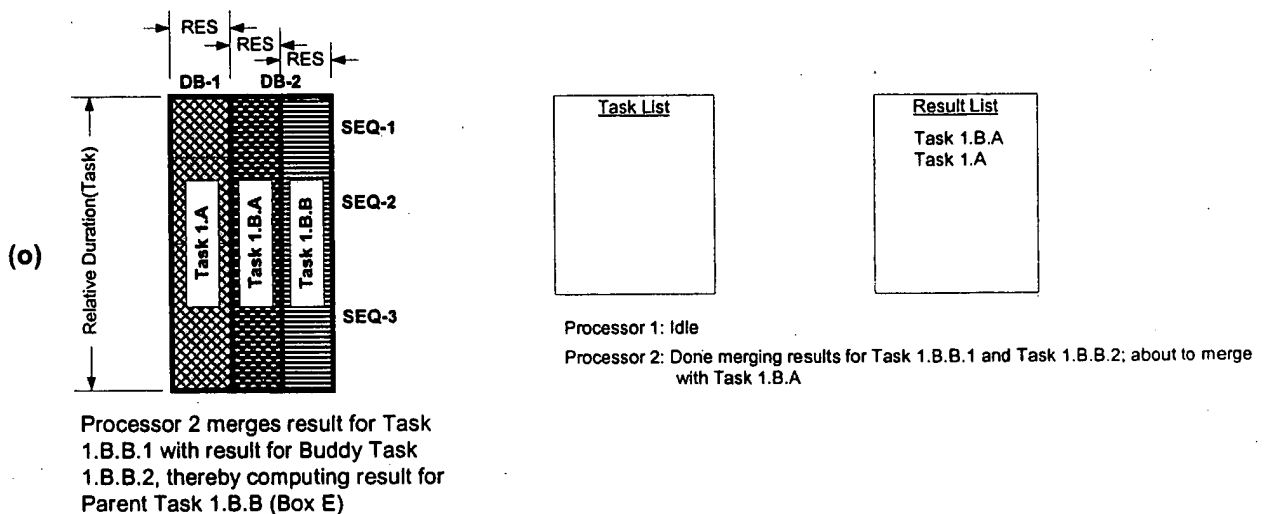 RES
RES
RES
DB-1 DB-2
Task List
Result List
SEQ-1
Task 1.B.A
Task 1.A
SEQ-2
(o)
Relative Duration(Task)
Task 1.A
Task 1.B.A
Task 1.B.B
SEQ-3
Processor 1: Idle
Processor 2: Done merging results for Task 1.B.B.1 and Task 1.B.B.2; about to merge
with Task 1.B.A
Processor 2 merges result for Task
1.B.B.1 with result for Buddy Task
1.B.B.2, thereby computing result for
Parent Task 1.B.B (Box E)